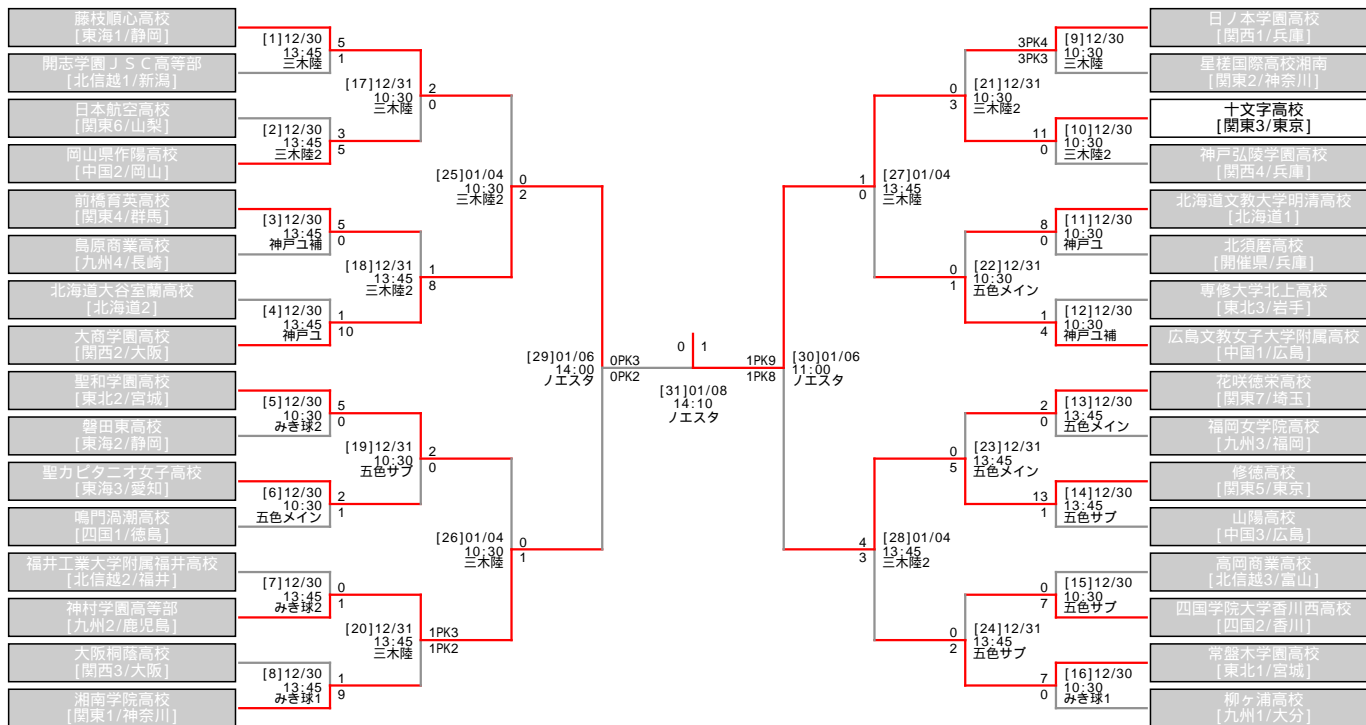 藤枝順心高校
[東海1/静岡]
開志学園ＪＳＣ高等部
[北信越1/新潟]
日本航空高校
[関東6/山梨]
岡山県作陽高校
[中国2/岡山]
前橋育英高校
[関東4/群馬]
島原商業高校
[九州4/長崎]
北海道大谷室蘭高校
[北海道2]
大商学園高校
[関西2/大阪]
聖和学園高校
[東北2/宮城]
磐田東高校
[東海2/静岡]
聖カピタニオ女子高校
[東海3/愛知]
鳴門渦潮高校
[四国1/徳島]
福井工業大学附属福井高校
[北信越2/福井]
神村学園高等部
[九州2/鹿児島]
大阪桐蔭高校
[関西3/大阪]
湘南学院高校
[関東1/神奈川]
[1]12/30
13:45
三木陸
5
1
[2]12/30
13:45
三木陸2
3
5
[3]12/30
13:45
神戸ユ補
5
0
[4]12/30
13:45
神戸ユ
1
10
[5]12/30
10:30
みき球2
5
0
[6]12/30
10:30
五色メイン
2
1
[7]12/30
13:45
みき球2
0
1
[8]12/30
13:45
みき球1
1
9
[17]12/31
10:30
三木陸
2
0
[18]12/31
13:45
三木陸2
1
8
[19]12/31
10:30
五色サブ
2
0
[20]12/31
13:45
三木陸
1PK3
1PK2
[25]01/04
10:30
三木陸2
0
2
[26]01/04
10:30
三木陸
0
1
[29]01/06
14:00
ノエスタ
0PK3
0PK2
0
1
[31]01/08
14:10
ノエスタ
1PK9
1PK8
[30]01/06
11:00
ノエスタ
1
0
[27]01/04
13:45
三木陸
4
3
[28]01/04
13:45
三木陸2
0
3
[21]12/31
10:30
三木陸2
0
1
[22]12/31
10:30
五色メイン
0
5
[23]12/31
13:45
五色メイン
0
2
[24]12/31
13:45
五色サブ
3PK4
3PK3
[9]12/30
10:30
三木陸
11
0
[10]12/30
10:30
三木陸2
8
0
[11]12/30
10:30
神戸ユ
1
4
[12]12/30
10:30
神戸ユ補
2
0
[13]12/30
13:45
五色メイン
13
1
[14]12/30
13:45
五色サブ
0
7
[15]12/30
10:30
五色サブ
7
0
[16]12/30
10:30
みき球1
日ノ本学園高校
[関西1/兵庫]
星槎国際高校湘南
[関東2/神奈川]
十文字高校
[関東3/東京]
神戸弘陵学園高校
[関西4/兵庫]
北海道文教大学明清高校
[北海道1]
北須磨高校
[開催県/兵庫]
専修大学北上高校
[東北3/岩手]
広島文教女子大学附属高校
[中国1/広島]
花咲徳栄高校
[関東7/埼玉]
福岡女学院高校
[九州3/福岡]
修徳高校
[関東5/東京]
山陽高校
[中国3/広島]
高岡商業高校
[北信越3/富山]
四国学院大学香川西高校
[四国2/香川]
常盤木学園高校
[東北1/宮城]
柳ヶ浦高校
[九州1/大分]